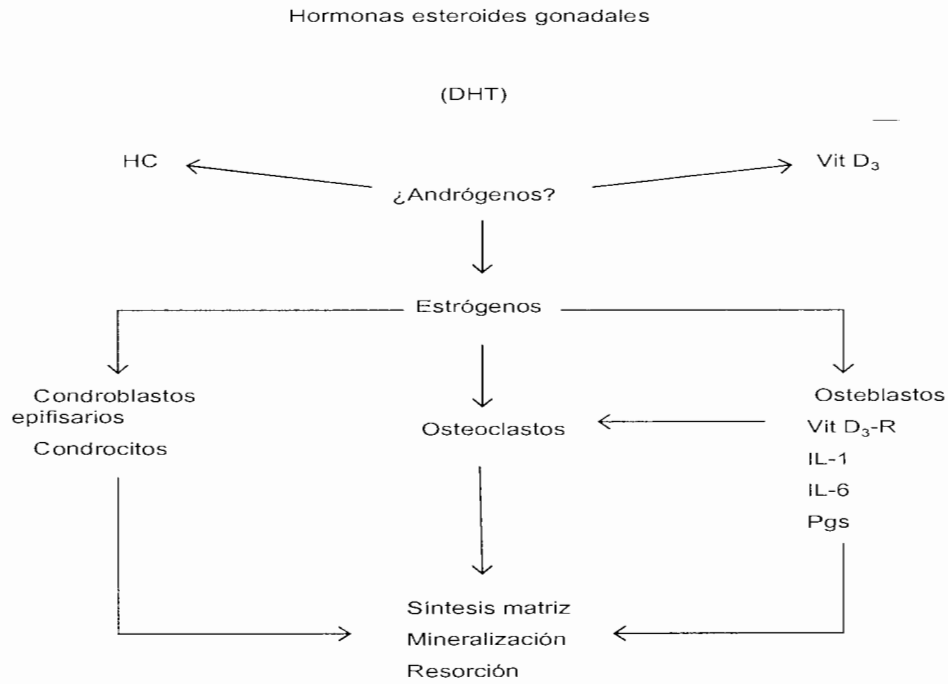 Hormonas esteroides gonadales
(DHT)
HC
Vit D₃
¿Andrógenos?
Estrógenos
Condroblastos
epifisarios
Condrocitos
Osteoclastos
Osteblastos
Vit D₃-R
IL-1
IL-6
Pgs
Síntesis matriz
Mineralización
Resorción